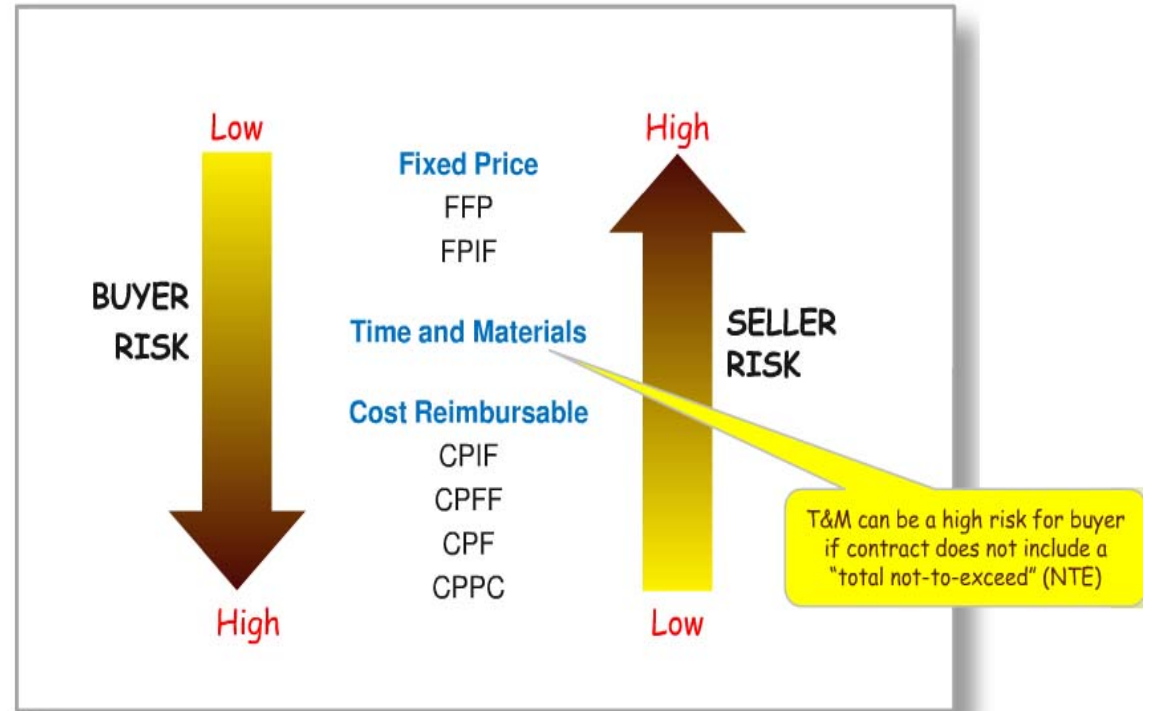 Low
High
Fixed Price
FFP
FPIF
BUYER
RISK
Time and Materials
SELLER
RISK
Cost Reimbursable
CPIF
CPFF
CPF
CPPC
T&M can be a high risk for buyer
if contract does not include a
“total not-to-exceed” (NTE)
High
Low